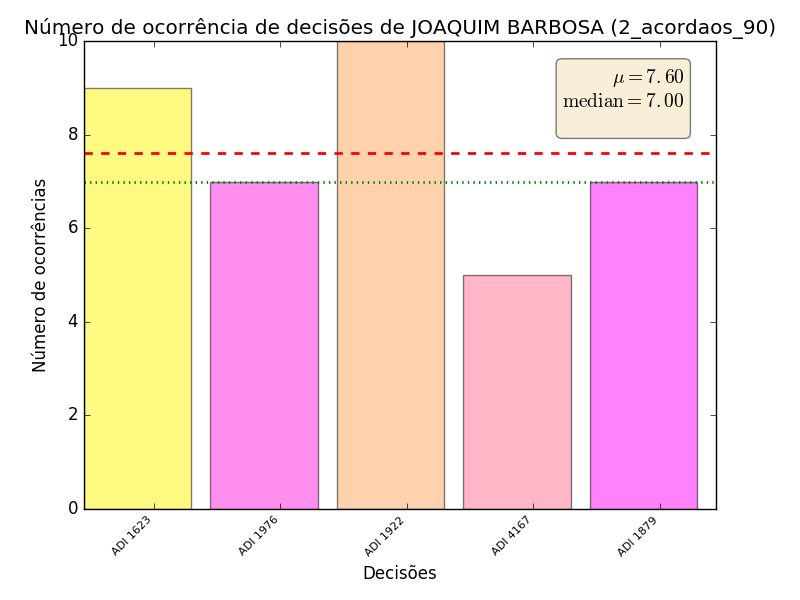 Número de ocorrência de decisões de JOAQUIM BARBOSA (2_acordaos_90)
μ = 7.60
median = 7.00
Número de ocorrências
10
8
6
4
2
0
ADI 1623
ADI 1976
ADI 1922
ADI 4167
ADI 1879
Decisões